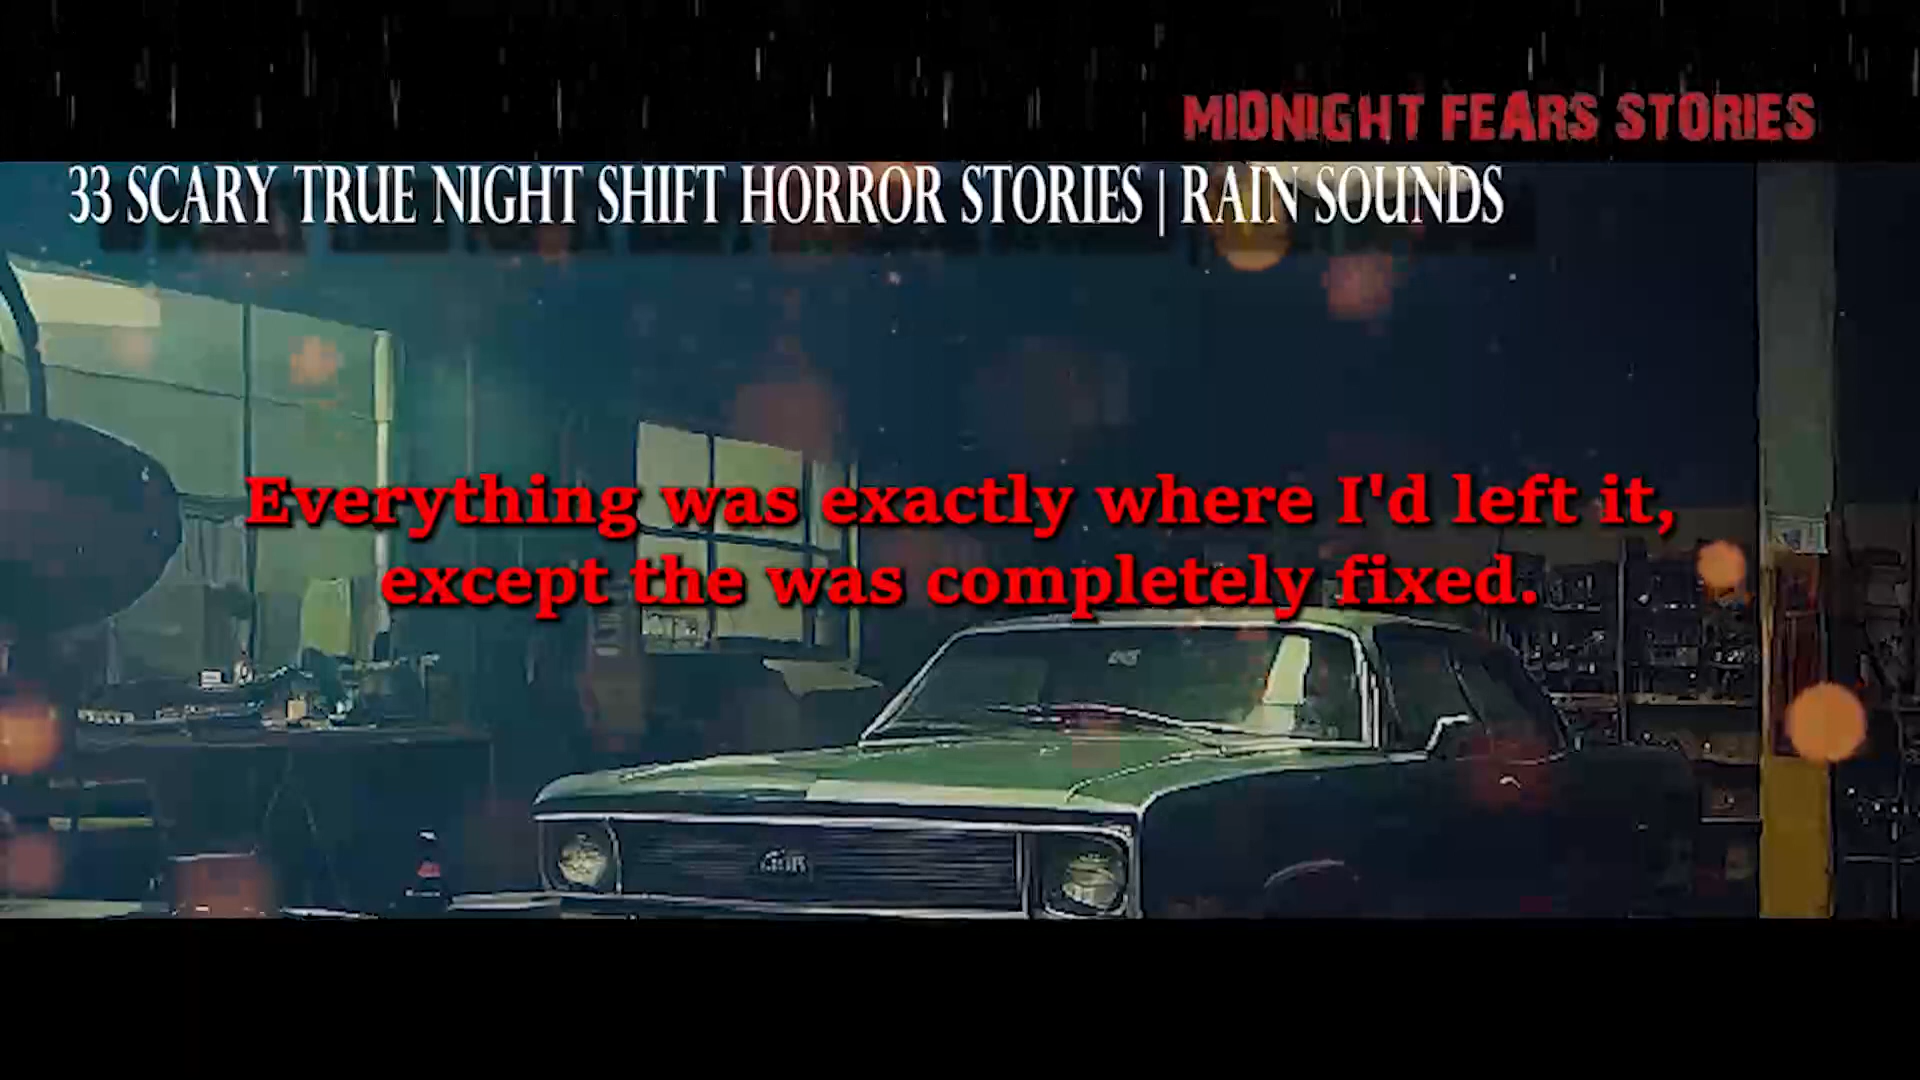 MIDNIGHT FEARS STORIES
33 SCARY TRUE NIGHT SHIFT HORROR STORIES | RAIN SOUNDS
Everything was exactly where I'd left it,
except the was completely fixed.